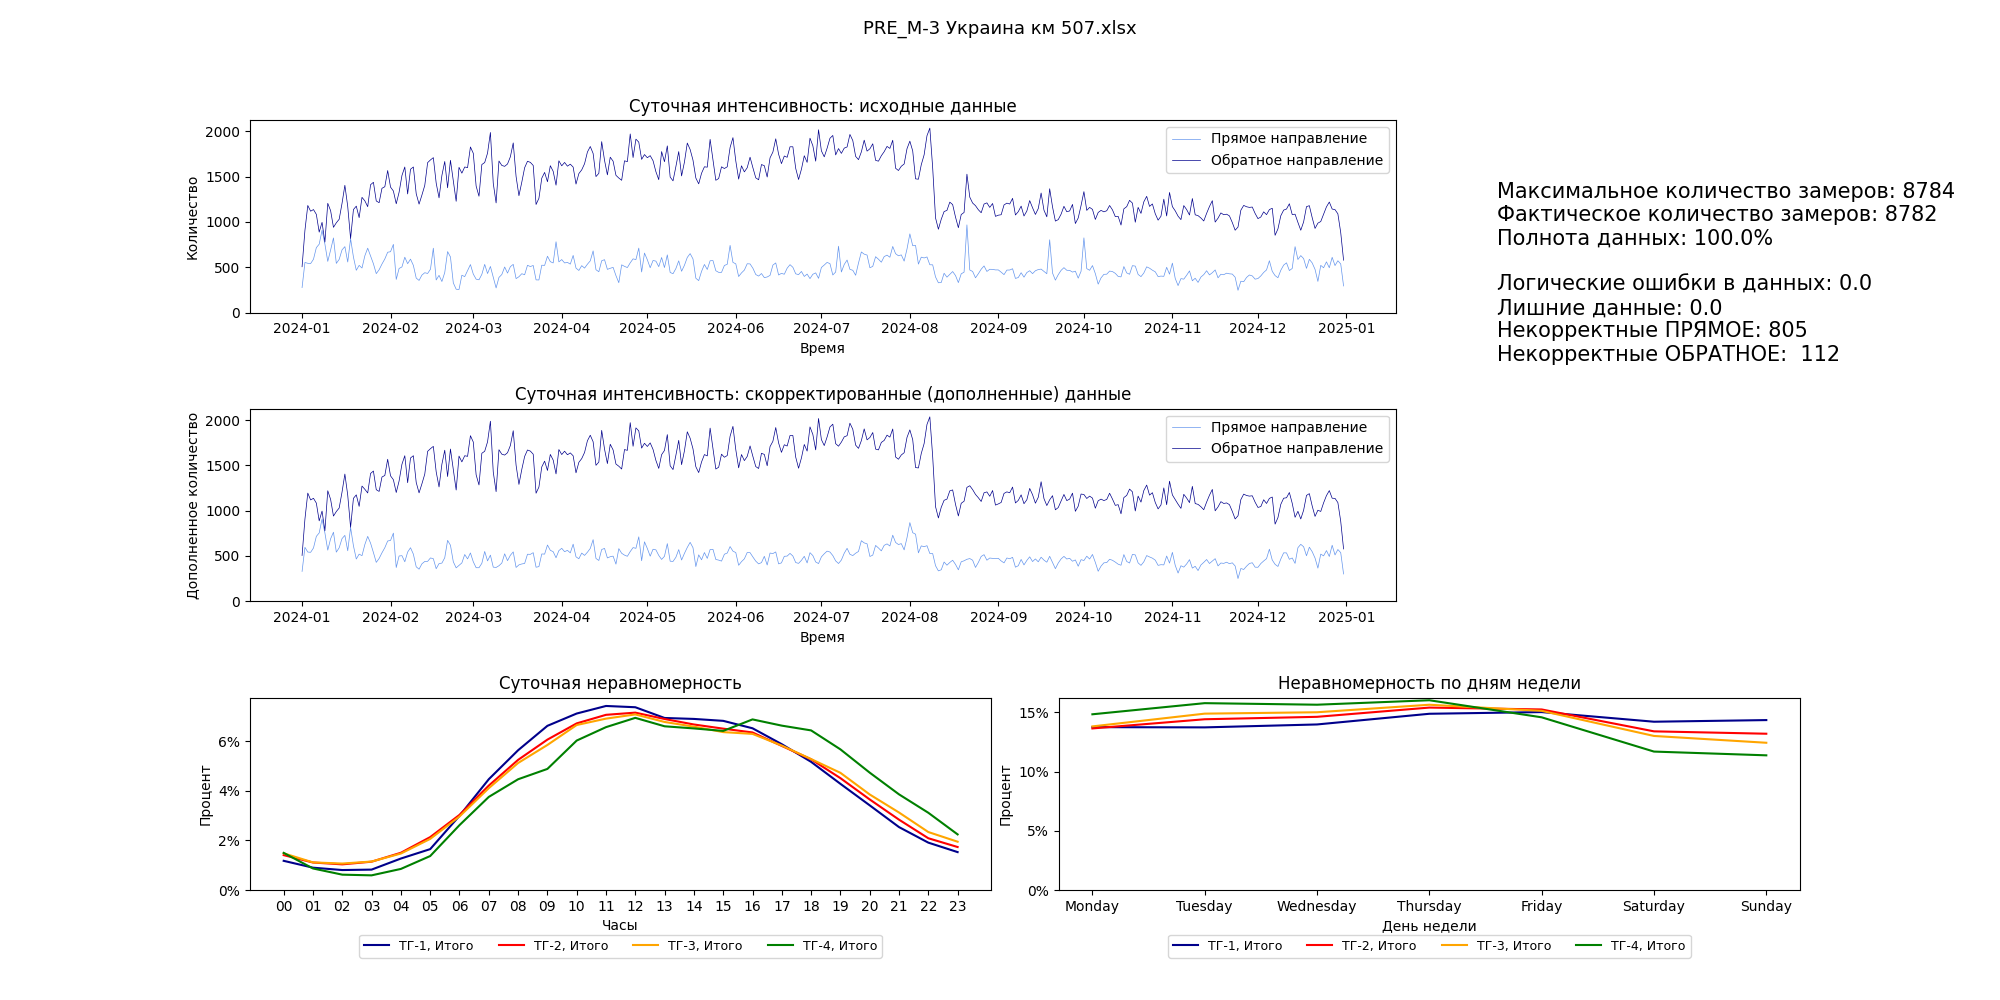 PRE_М-3 Украина км 507.xlsx
Суточная интенсивность: исходные данные
Количество
2000
1500
1000
500
0
Прямое направление
Обратное направление
2024-01 2024-02 2024-03 2024-04 2024-05 2024-06 2024-07 2024-08 2024-09 2024-10 2024-11 2024-12 2025-01
Время
Максимальное количество замеров: 8784
Фактическое количество замеров: 8782
Полнота данных: 100.0%
Логические ошибки в данных: 0.0
Лишние данные: 0.0
Некорректные ПРЯМОЕ: 805
Некорректные ОБРАТНОЕ:  112
Суточная интенсивность: скорректированные (дополненные) данные
Дополненное количество
2000
1500
1000
500
0
Прямое направление
Обратное направление
2024-01 2024-02 2024-03 2024-04 2024-05 2024-06 2024-07 2024-08 2024-09 2024-10 2024-11 2024-12 2025-01
Время
Суточная неравномерность
Процент
6%
4%
2%
0%
00 01 02 03 04 05 06 07 08 09 10 11 12 13 14 15 16 17 18 19 20 21 22 23
Часы
ТГ-1, Итого ТГ-2, Итого ТГ-3, Итого ТГ-4, Итого
Неравномерность по дням недели
Процент
15%
10%
5%
0%
Monday Tuesday Wednesday Thursday Friday Saturday Sunday
День недели
ТГ-1, Итого ТГ-2, Итого ТГ-3, Итого ТГ-4, Итого